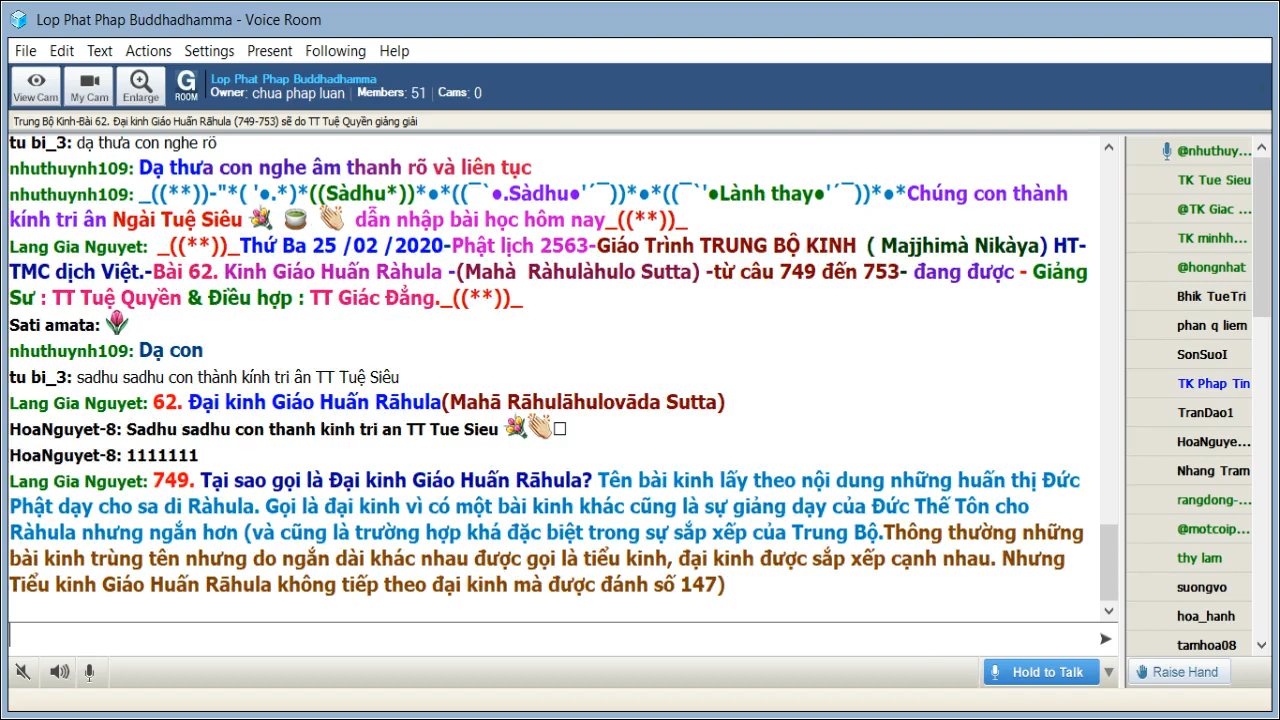 Lop Phat Phap Buddhadhamma - Voice Room
File Edit Text Actions Settings Present Following Help
View Cam My Cam Enlarge G ROOM
Lop Phat Phap Buddhadhamma
Owner: chua phap luan | Members: 51 | Cams: 0
Trung Bộ Kinh-Bài 62. Đại kinh Giáo Huấn Rāhula (749-753) sẽ do TT Tuệ Quyền giảng giải
tu bi_3: dạ thưa con nghe rõ
nhuthuynh109: Dạ thưa con nghe âm thanh rõ và liên tục
nhuthuynh109: _((**))-"*( '●.*)*((Sàdhu*))*●*((¯`●.Sàdhu●'´¯))*●*((¯`'●Lành thay●'´¯))*●*Chúng con thành
kính tri ân Ngài Tuệ Siêu dẫn nhập bài học hôm nay_((**))_
Lang Gia Nguyet: _((**))_Thứ Ba 25 /02 /2020-Phật lịch 2563-Giáo Trình TRUNG BỘ KINH ( Majjhimà Nikàya) HT-
TMC dịch Việt.-Bài 62. Kinh Giáo Huấn Ràhula -(Mahà Ràhulàhulo Sutta) -từ câu 749 đến 753- đang được - Giảng
Sư : TT Tuệ Quyền & Điều hợp : TT Giác Đẳng._((**))_
Sati amata:
nhuthuynh109: Dạ con
tu bi_3: sadhu sadhu con thành kính tri ân TT Tuệ Siêu
Lang Gia Nguyet: 62. Đại kinh Giáo Huấn Rāhula(Mahā Rāhulāhulovāda Sutta)
HoaNguyet-8: Sadhu sadhu con thanh kinh tri an TT Tue Sieu
HoaNguyet-8: 1111111
Lang Gia Nguyet: 749. Tại sao gọi là Đại kinh Giáo Huấn Rāhula? Tên bài kinh lấy theo nội dung những huấn thị Đức
Phật dạy cho sa di Ràhula. Gọi là đại kinh vì có một bài kinh khác cũng là sự giảng dạy của Đức Thế Tôn cho
Ràhula nhưng ngắn hơn (và cũng là trường hợp khá đặc biệt trong sự sắp xếp của Trung Bộ.Thông thường những
bài kinh trùng tên nhưng do ngắn dài khác nhau được gọi là tiểu kinh, đại kinh được sắp xếp cạnh nhau. Nhưng
Tiểu kinh Giáo Huấn Rāhula không tiếp theo đại kinh mà được đánh số 147)
@nhuthuy...
TK Tue Sieu
@TK Giac ...
TK minhh...
@hongnhat
Bhik TueTri
phan q liem
SonSuoI
TK Phap Tin
TranDao1
HoaNguye...
Nhang Tram
rangdong-...
@motcoip...
thy lam
suongvo
hoa_hanh
tamhoa08
Hold to Talk
Raise Hand